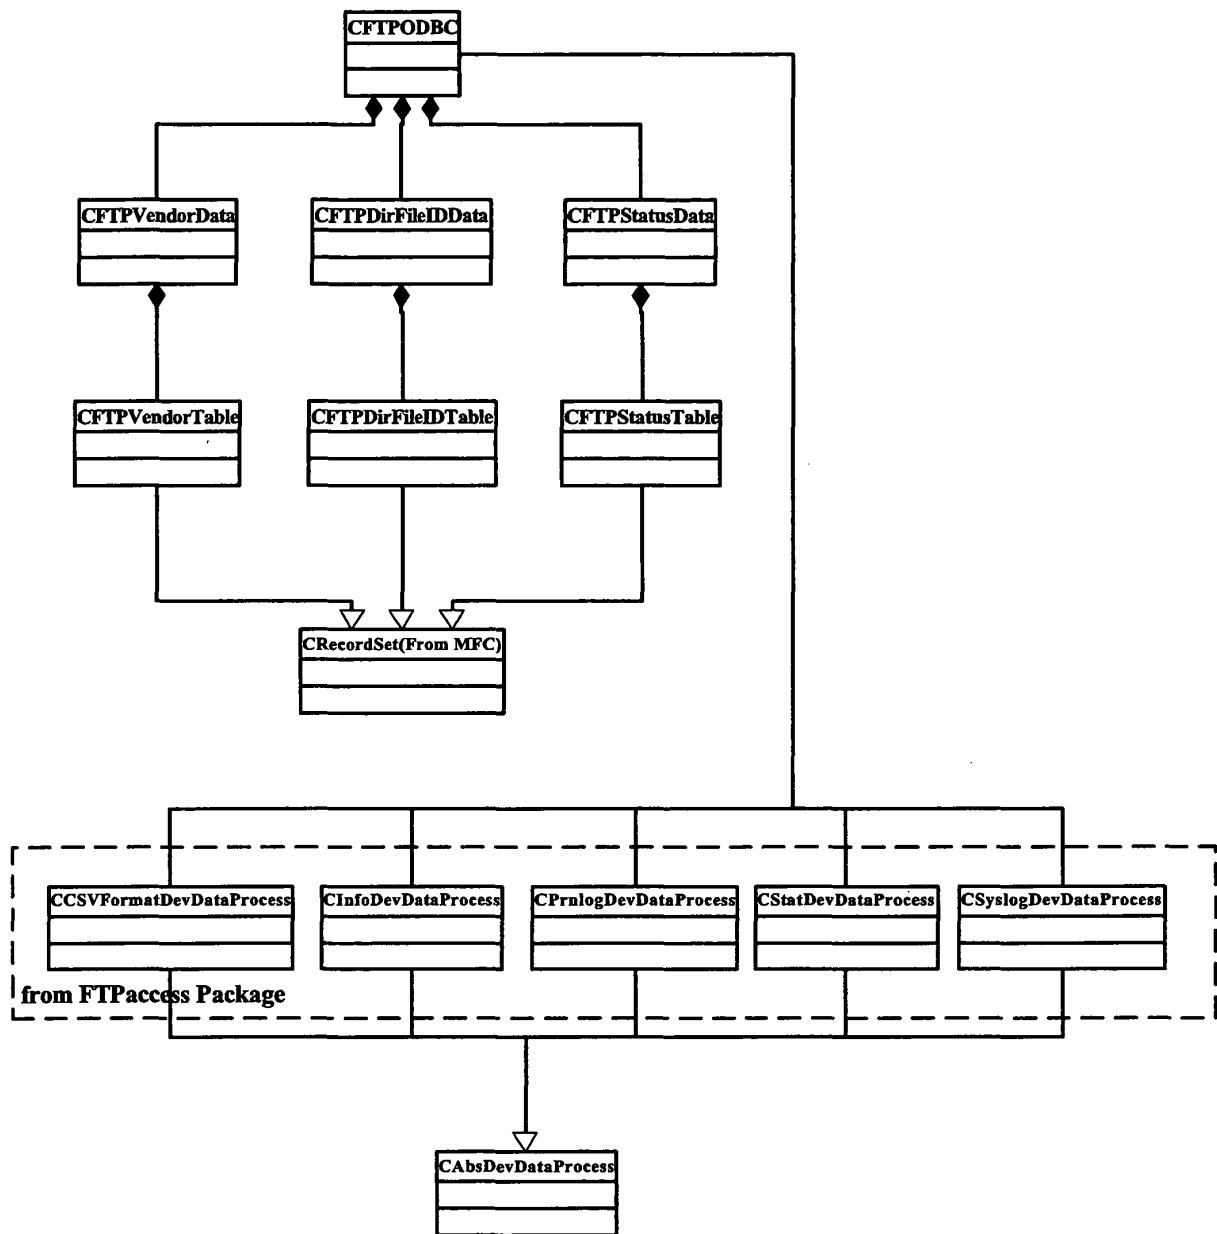 CFTPODBC
CFTPVendorData
CFTPDirFileIDData
CFTPStatusData
CFTPVendorTable
CFTPDirFileIDTable
CFTPStatusTable
CRecordSet(From MFC)
CCSVFormatDevDataProcess
CInfoDevDataProcess
CPrnlogDevDataProcess
CStatDevDataProcess
CSyslogDevDataProcess
from FTPaccess Package
CAbsDevDataProcess